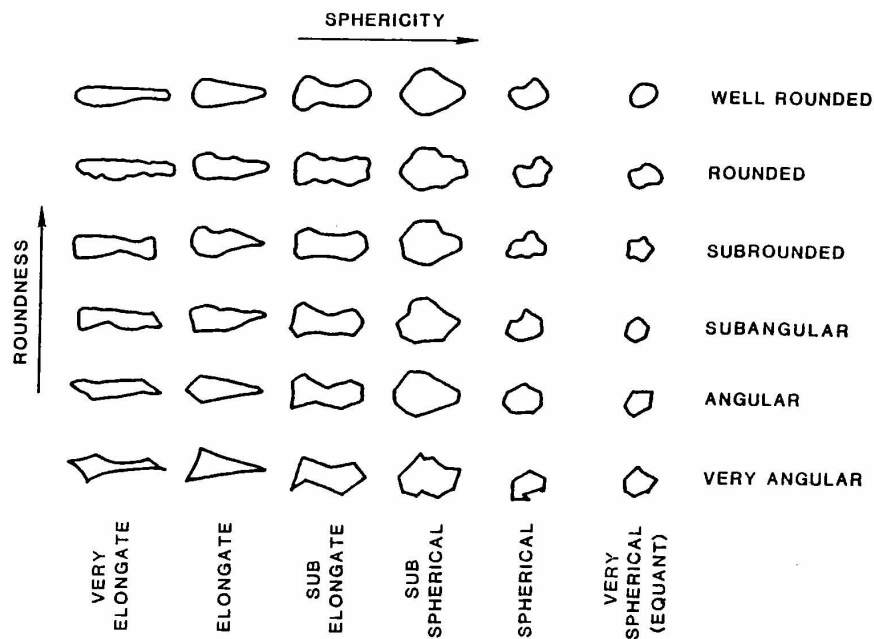 SPHERICITY
WELL ROUNDED
ROUNDED
SUBROUNDED
SUBANGULAR
ANGULAR
VERY ANGULAR
ROUNDNESS
VERY
ELONGATE
ELONGATE
SUB
ELONGATE
SUB
SPHERICAL
SPHERICAL
VERY
SPHERICAL
(EQUANT)